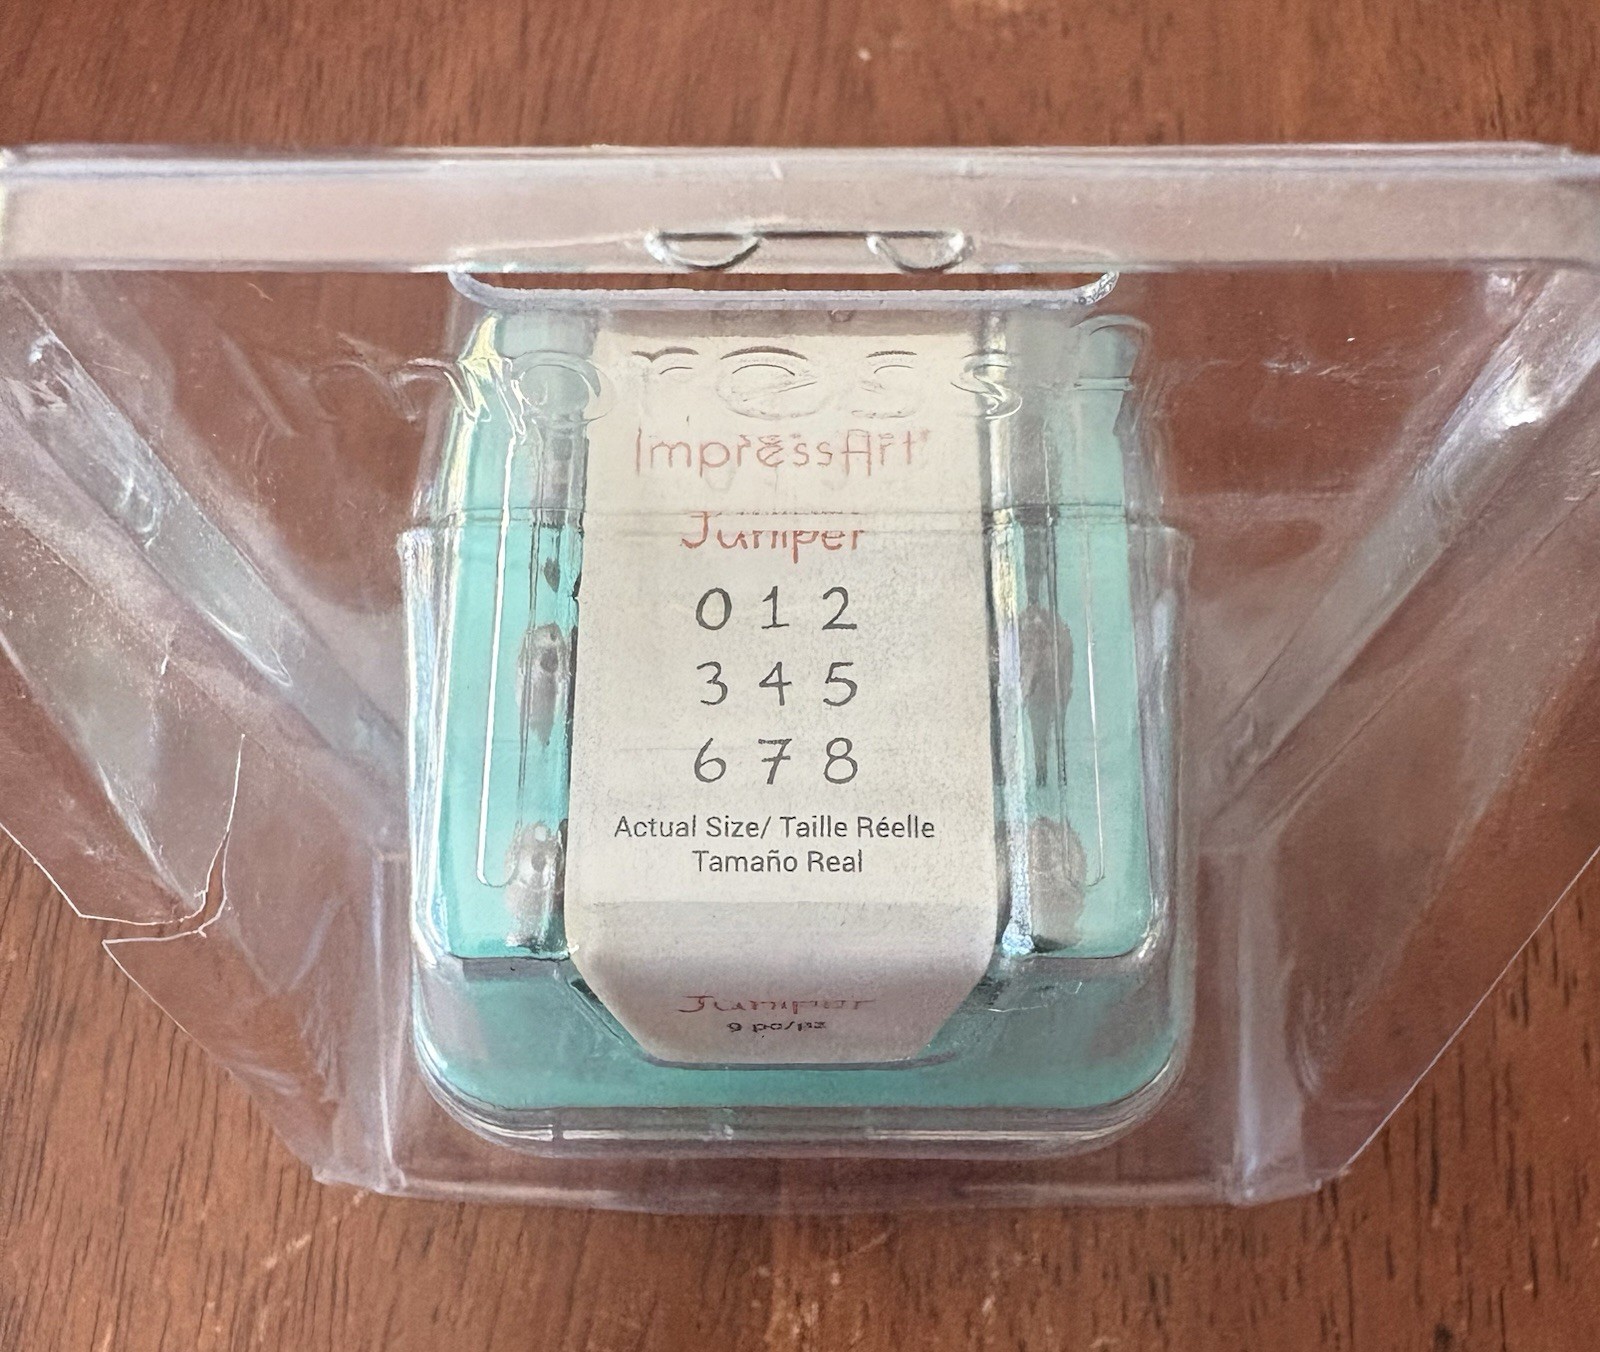 ress
ImpressArt
Juniper
0 1 2
3 4 5
6 7 8
Actual Size/ Taille Réelle
Tamaño Real
Juniper
9 pc/pz